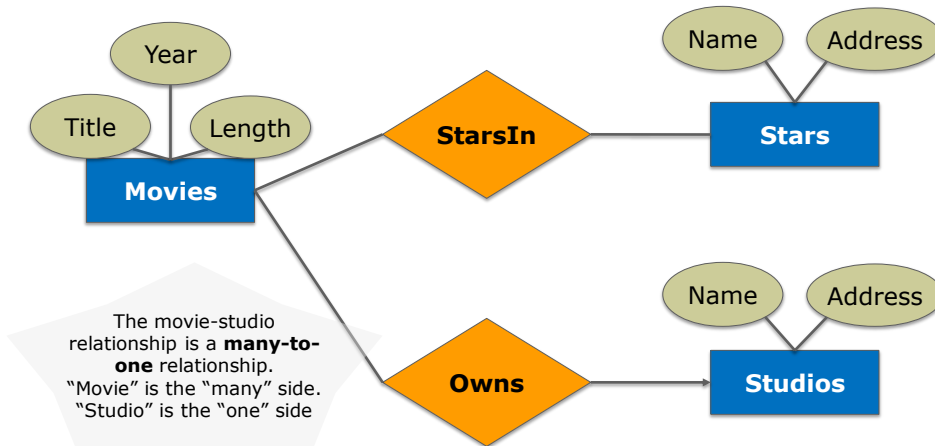 Year
Title
Length
Movies
StarsIn
Name
Address
Stars
The movie-studio
relationship is a many-to-
one relationship.
“Movie” is the “many” side.
“Studio” is the “one” side
Owns
Name
Address
Studios